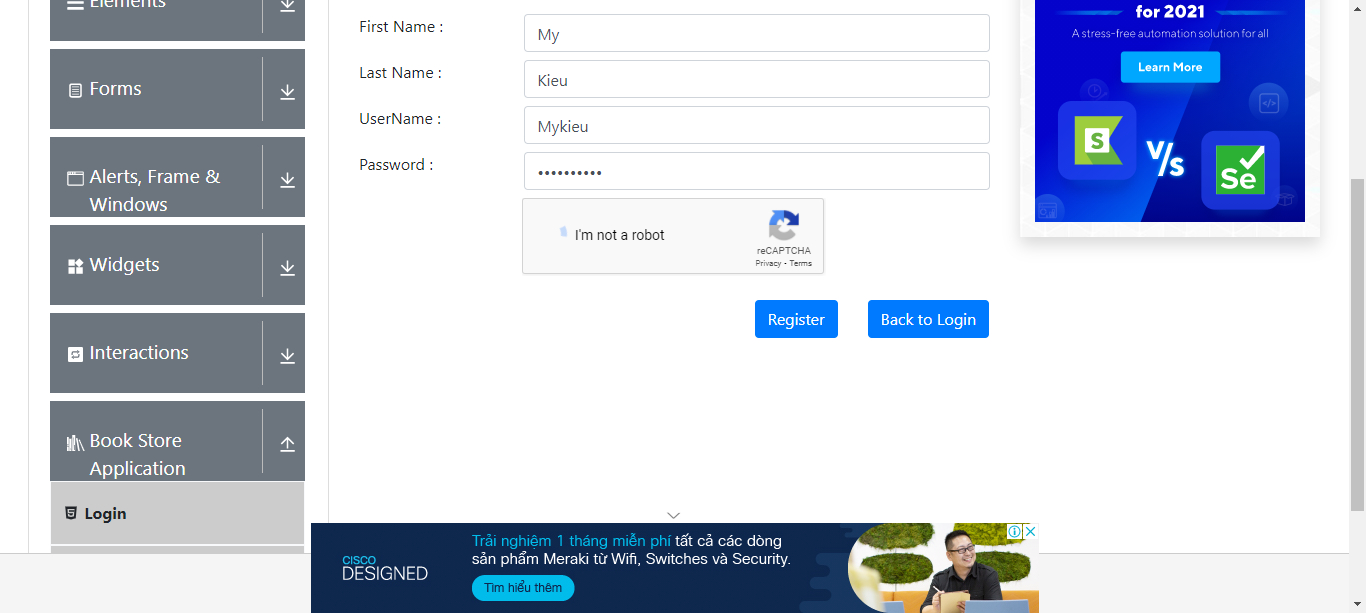 Elements
Forms
Alerts, Frame &
Windows
Widgets
Interactions
Book Store
Application
Login
First Name :
My
Last Name :
Kieu
UserName :
Mykieu
Password :
••••••••••
I'm not a robot
reCAPTCHA
Privacy - Terms
Register
Back to Login
for 2021
A stress-free automation solution for all
Learn More
S
V/s
Se
CISCO
DESIGNED
Trải nghiệm 1 tháng miễn phí tất cả các dòng
sản phẩm Meraki từ Wifi, Switches và Security.
Tìm hiểu thêm